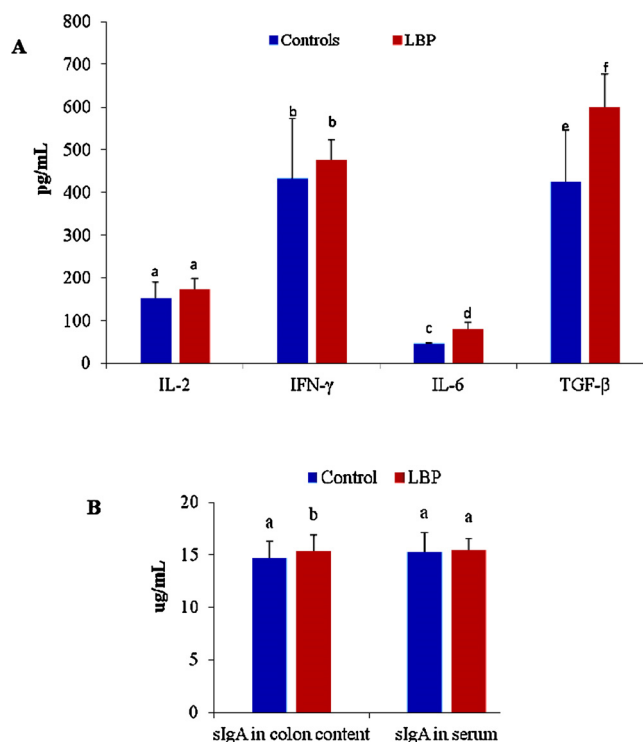 A
Controls LBP
pg/mL
800
700
600
500
400
300
200
100
0
a a b b c d e f
IL-2 IFN-γ IL-6 TGF-β
B
Control LBP
ug/mL
20
15
10
5
0
a b a a
sIgA in colon content sIgA in serum